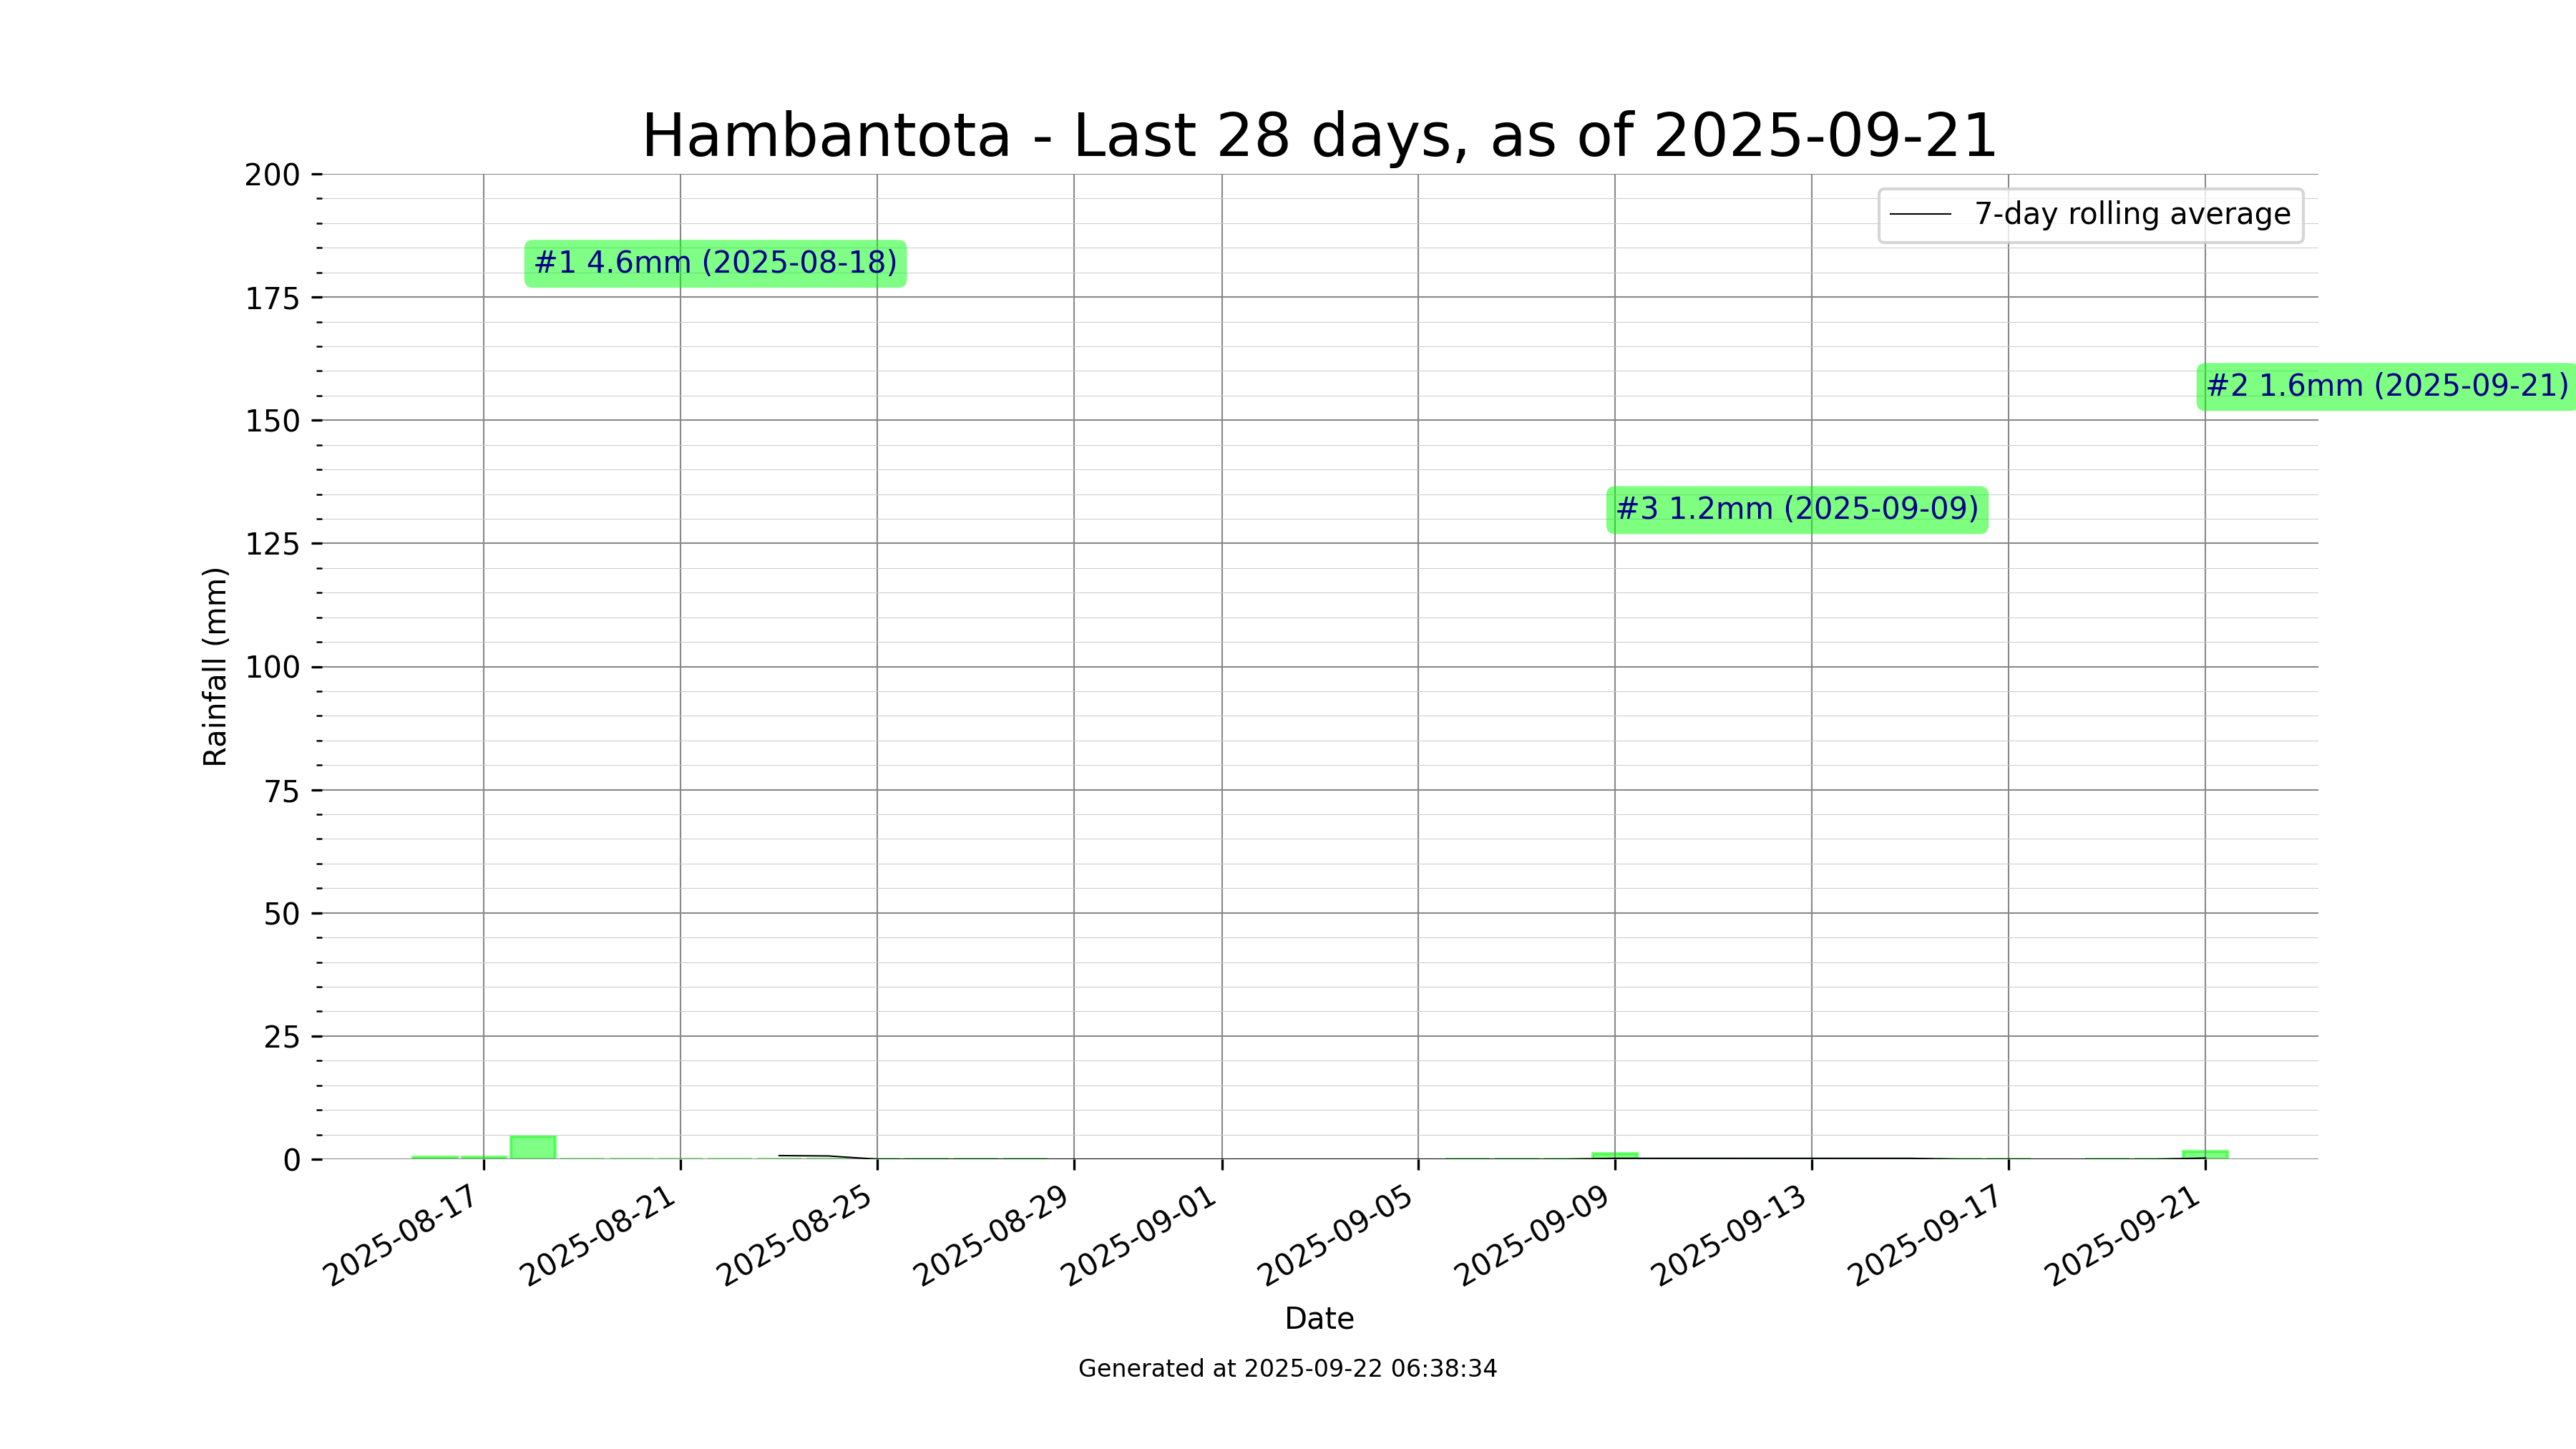 Hambantota - Last 28 days, as of 2025-09-21
7-day rolling average
#1 4.6mm (2025-08-18)
#2 1.6mm (2025-09-21)
#3 1.2mm (2025-09-09)
Rainfall (mm)
200
175
150
125
100
75
50
25
0
2025-08-17
2025-08-21
2025-08-25
2025-08-29
2025-09-01
2025-09-05
2025-09-09
2025-09-13
2025-09-17
2025-09-21
Date
Generated at 2025-09-22 06:38:34